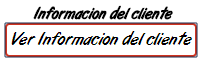 Informacion del cliente
Ver Informacion del cliente